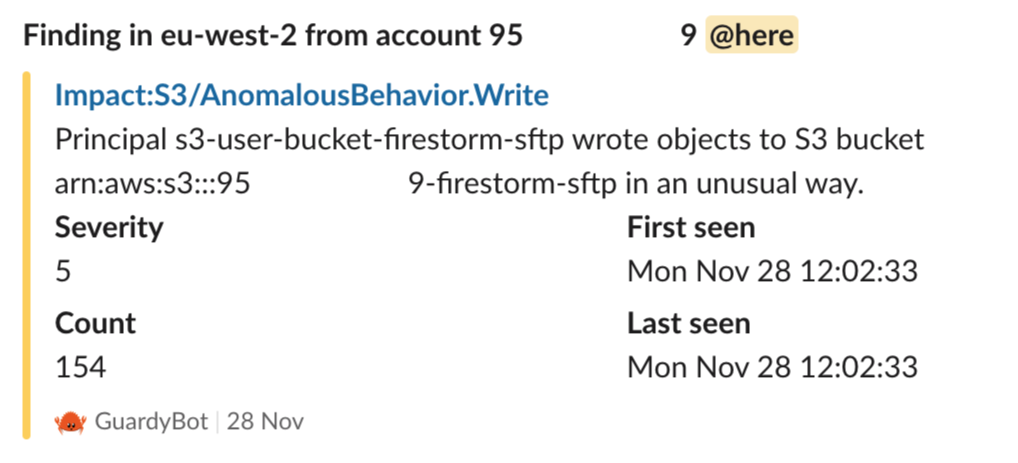 Finding in eu-west-2 from account 95 9 @here
Impact:S3/AnomalousBehavior.Write
Principal s3-user-bucket-firestorm-sftp wrote objects to S3 bucket
arn:aws:s3:::95 9-firestorm-sftp in an unusual way.
Severity First seen
5 Mon Nov 28 12:02:33
Count Last seen
154 Mon Nov 28 12:02:33
GuardyBot | 28 Nov